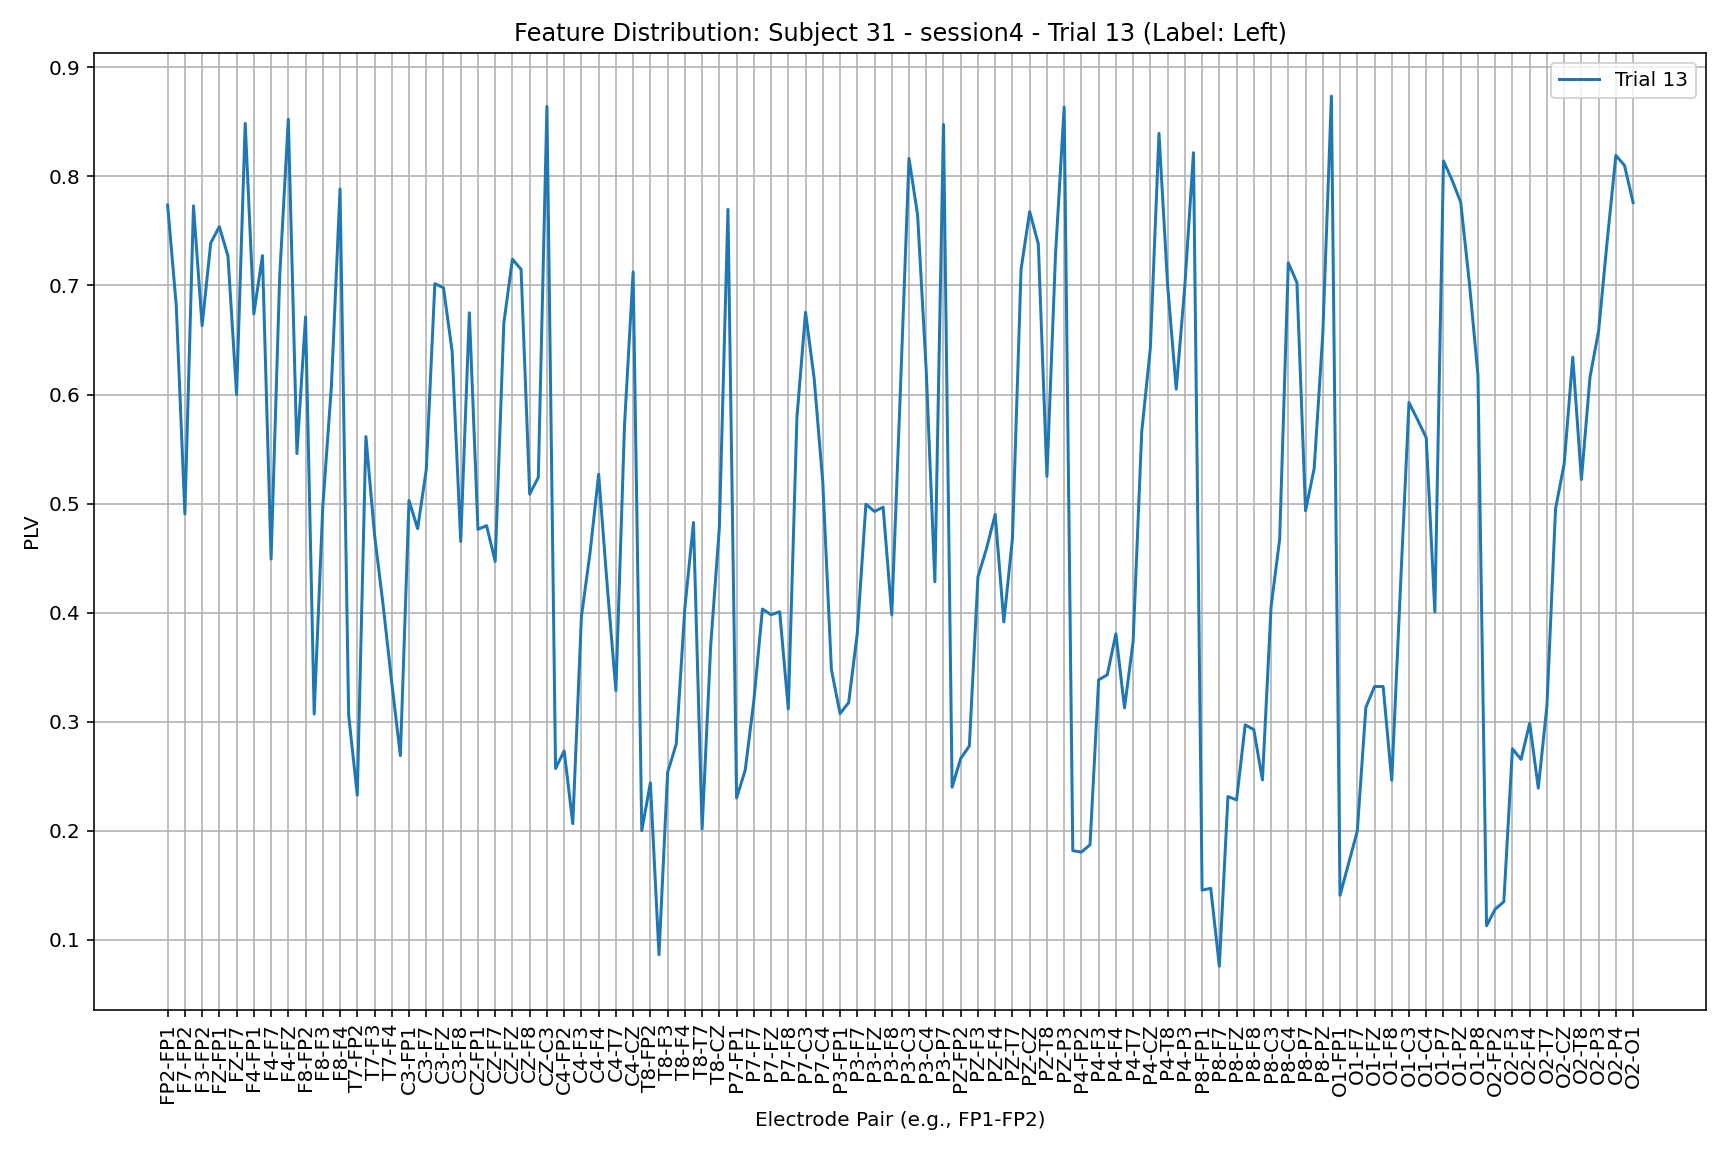 Feature Distribution: Subject 31 - session4 - Trial 13 (Label: Left)
Trial 13
PLV
0.9
0.8
0.7
0.6
0.5
0.4
0.3
0.2
0.1
FP2-FP1
F7-FP2
F3-FP2
FZ-FP1
FZ-F7
F4-FP1
F4-F7
F4-FZ
F8-FP2
F8-F3
F8-F4
T7-FP2
T7-F3
T7-F4
C3-FP1
C3-F7
C3-FZ
C3-F8
CZ-FP1
CZ-F7
CZ-FZ
CZ-F8
CZ-C3
C4-FP2
C4-F3
C4-F4
C4-T7
C4-CZ
T8-FP2
T8-F3
T8-F4
T8-T7
T8-CZ
P7-FP1
P7-F7
P7-FZ
P7-F8
P7-C3
P7-C4
P3-FP1
P3-F7
P3-FZ
P3-F8
P3-C3
P3-C4
P3-P7
PZ-FP2
PZ-F3
PZ-F4
PZ-T7
PZ-CZ
PZ-T8
PZ-P3
P4-FP2
P4-F3
P4-F4
P4-T7
P4-CZ
P4-T8
P4-P3
P8-FP1
P8-F7
P8-FZ
P8-F8
P8-C3
P8-C4
P8-P7
P8-PZ
O1-FP1
O1-F7
O1-FZ
O1-F8
O1-C3
O1-C4
O1-P7
O1-PZ
O1-P8
O2-FP2
O2-F3
O2-F4
O2-T7
O2-CZ
O2-T8
O2-P3
O2-P4
O2-O1
Electrode Pair (e.g., FP1-FP2)